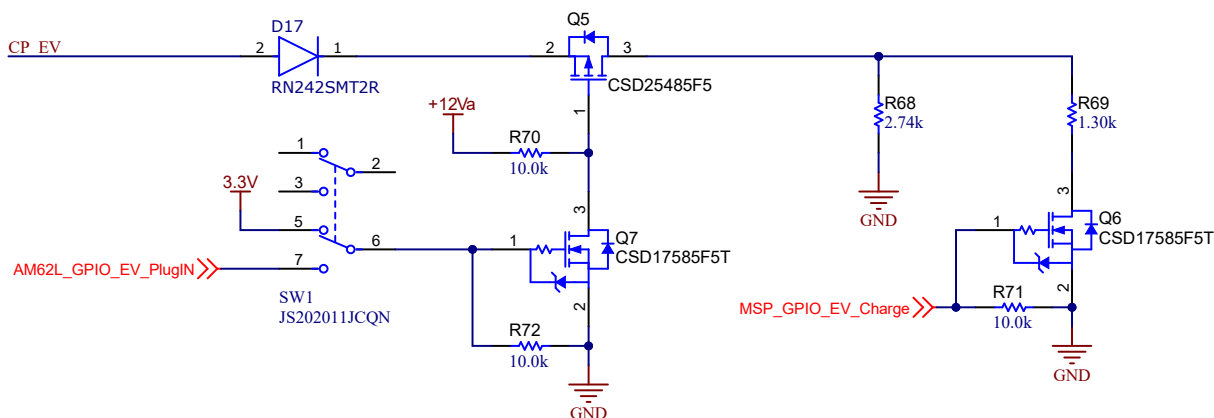 D17
Q5
CP_EV
2
1
2
3
RN242SMT2R
CSD25485F5
1
+12Va
R70
10.0k
R68
2.74k
R69
1.30k
1
2
3
3.3V
5
6
7
AM62L_GPIO_EV_PlugIN
SW1
JS202011JCQN
3
1
Q7
CSD17585F5T
2
R72
10.0k
GND
GND
3
1
Q6
CSD17585F5T
2
MSP_GPIO_EV_Charge
R71
10.0k
GND